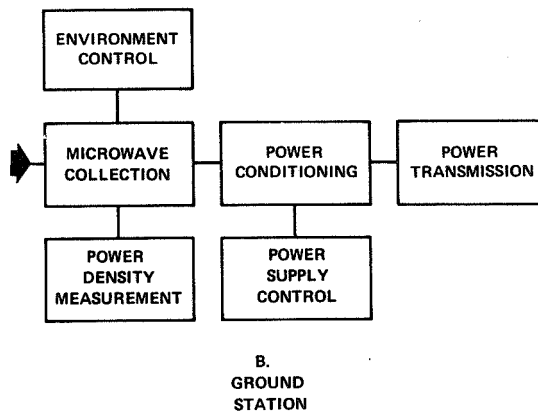 ENVIRONMENT
CONTROL
MICROWAVE
COLLECTION
POWER
CONDITIONING
POWER
TRANSMISSION
POWER
DENSITY
MEASUREMENT
POWER
SUPPLY
CONTROL
B.
GROUND
STATION